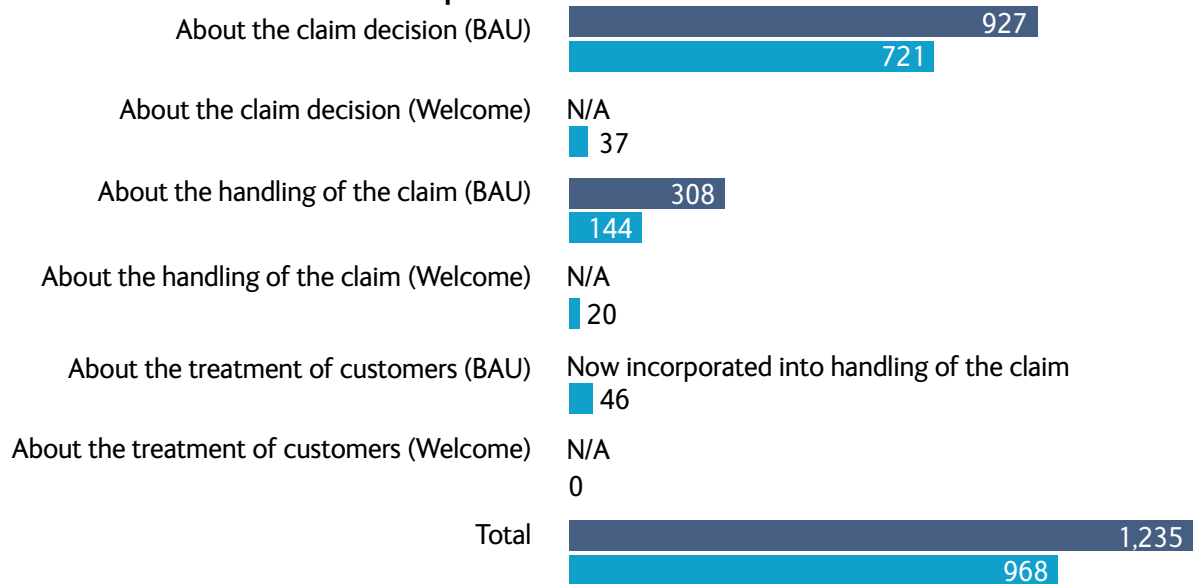 About the claim decision (BAU)
927
721
About the claim decision (Welcome)
N/A
37
About the handling of the claim (BAU)
308
144
About the handling of the claim (Welcome)
N/A
20
About the treatment of customers (BAU)
Now incorporated into handling of the claim
46
About the treatment of customers (Welcome)
N/A
0
Total
1,235
968